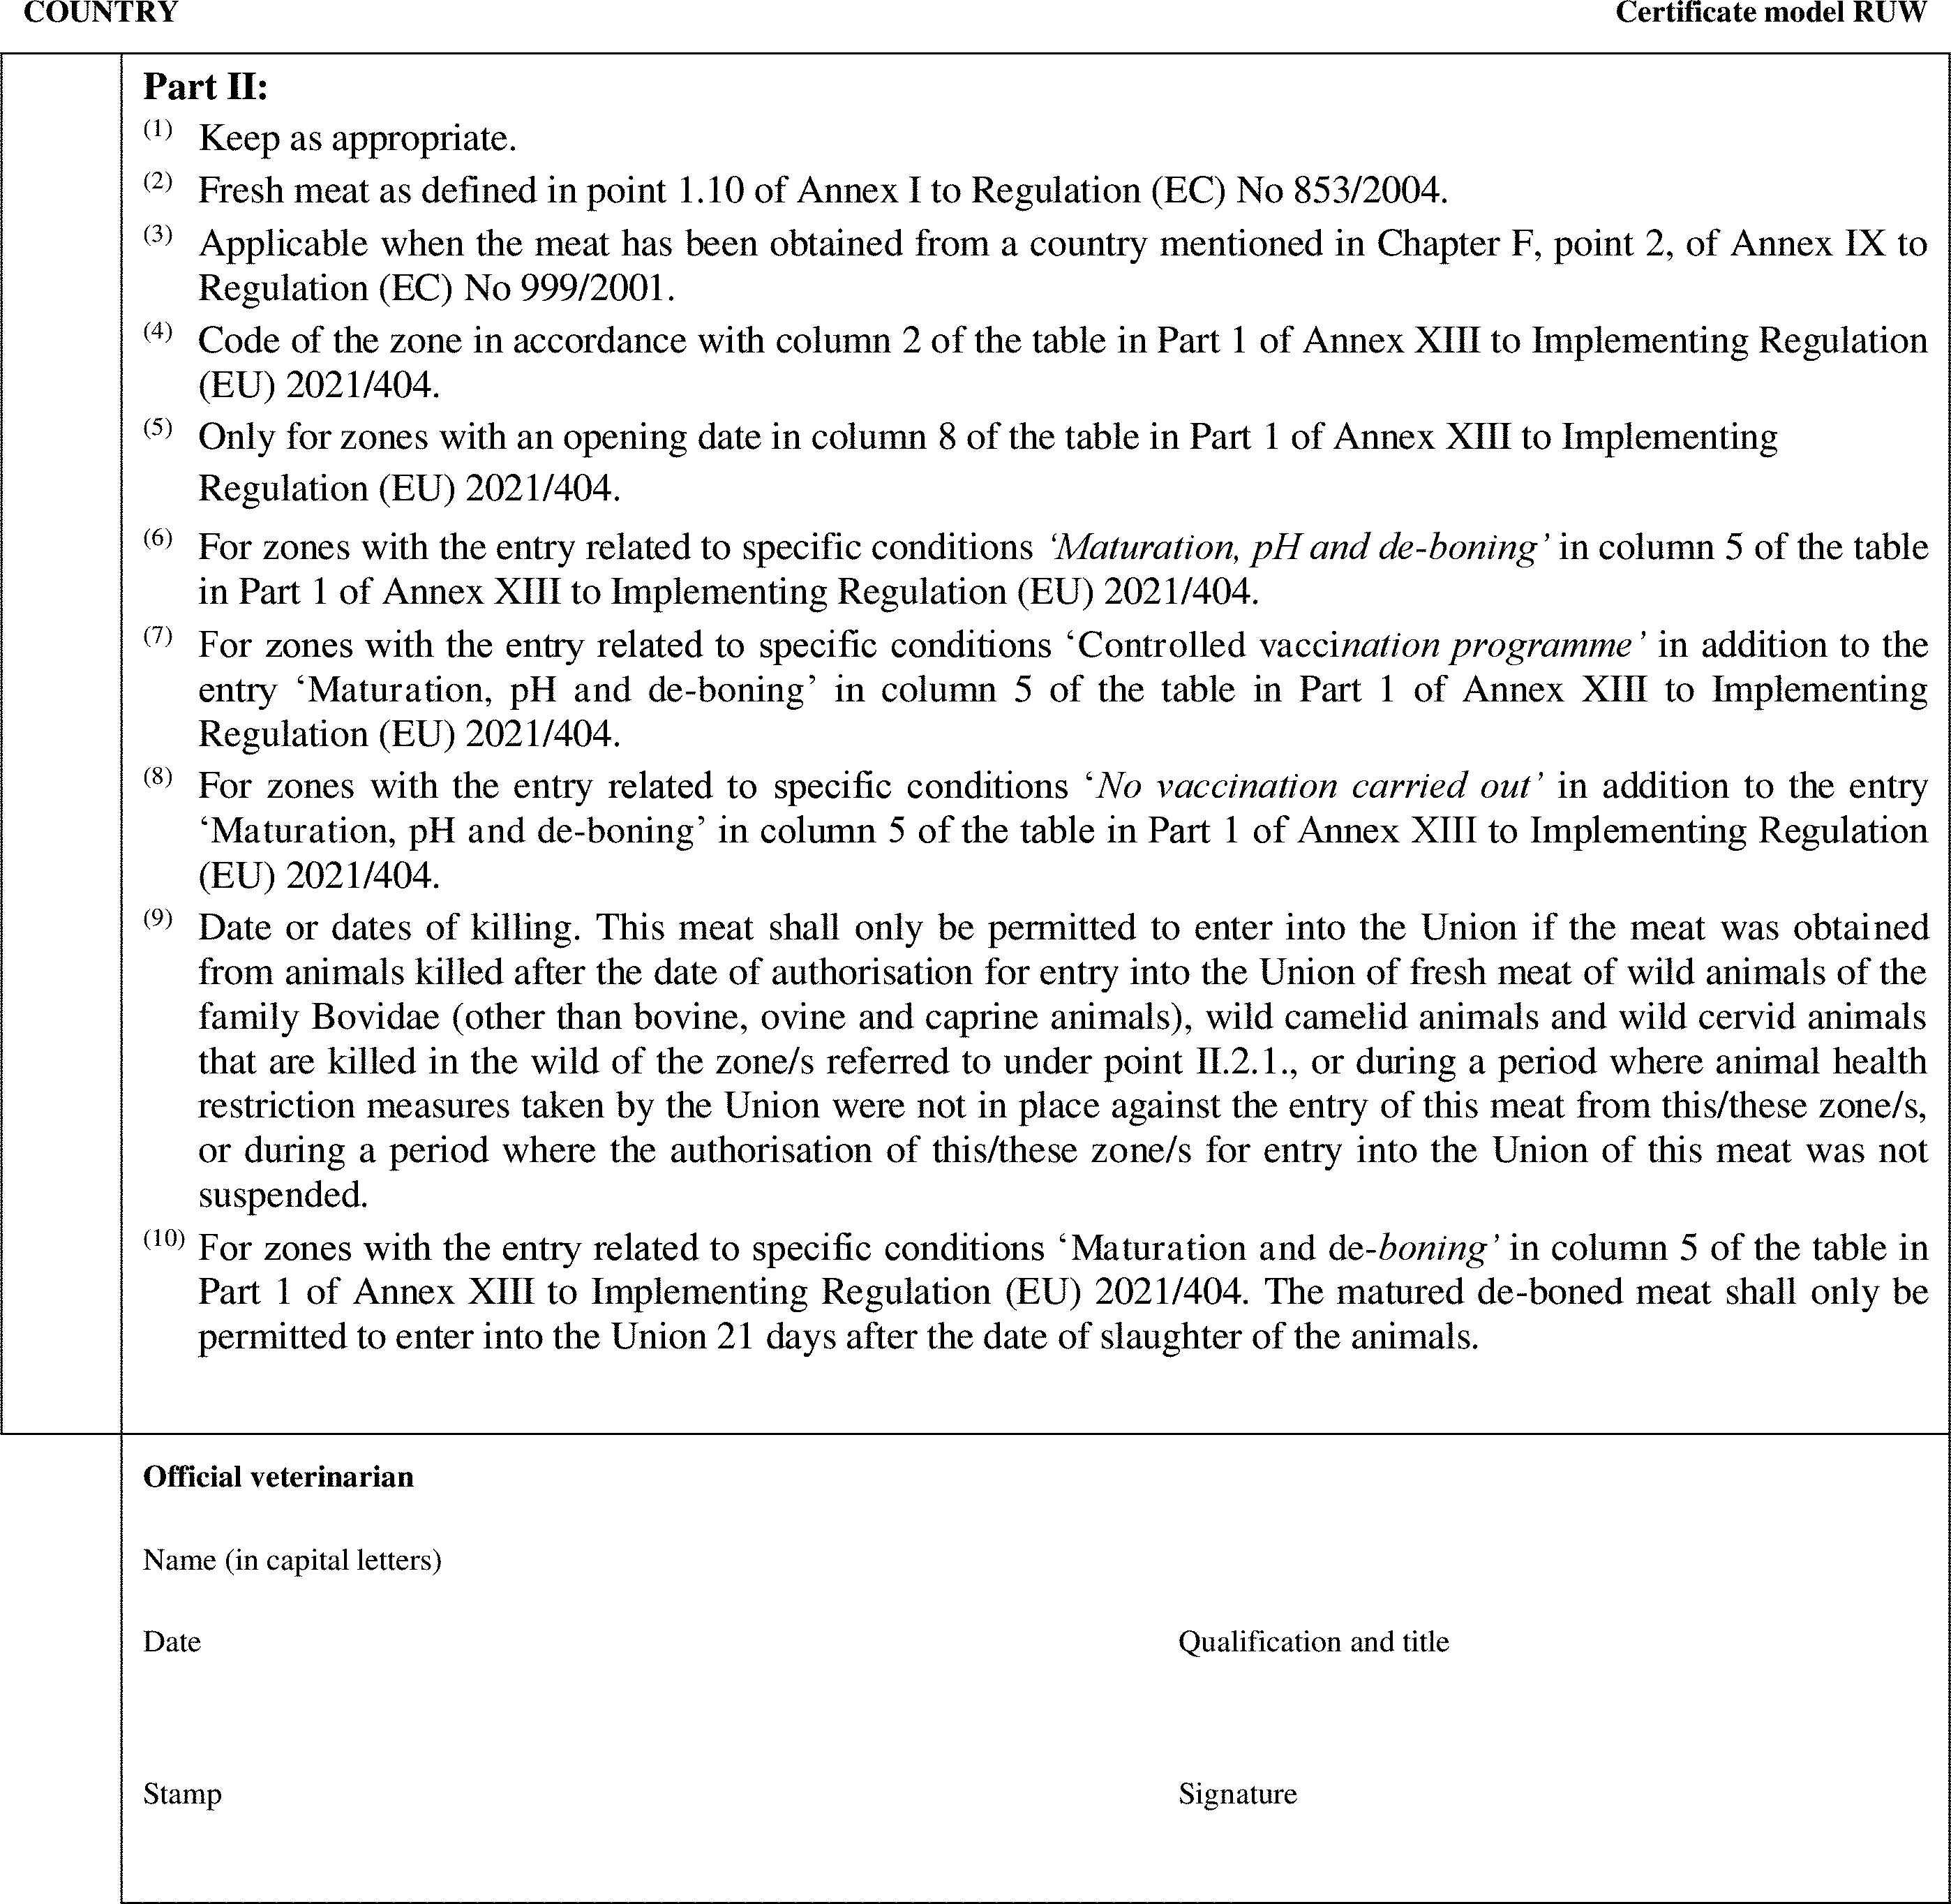 COUNTRY Certificate model RUW
Part II:
(1) Keep as appropriate.
(2) Fresh meat as defined in point 1.10 of Annex I to Regulation (EC) No 853/2004.
(3) Applicable when the meat has been obtained from a country mentioned in Chapter F, point 2, of Annex IX to
Regulation (EC) No 999/2001.
(4) Code of the zone in accordance with column 2 of the table in Part 1 of Annex XIII to Implementing Regulation
(EU) 2021/404.
(5) Only for zones with an opening date in column 8 of the table in Part 1 of Annex XIII to Implementing
Regulation (EU) 2021/404.
(6) For zones with the entry related to specific conditions ‘Maturation, pH and de-boning’ in column 5 of the table
in Part 1 of Annex XIII to Implementing Regulation (EU) 2021/404.
(7) For zones with the entry related to specific conditions ‘Controlled vaccination programme’ in addition to the
entry ‘Maturation, pH and de-boning’ in column 5 of the table in Part 1 of Annex XIII to Implementing
Regulation (EU) 2021/404.
(8) For zones with the entry related to specific conditions ‘No vaccination carried out’ in addition to the entry
‘Maturation, pH and de-boning’ in column 5 of the table in Part 1 of Annex XIII to Implementing Regulation
(EU) 2021/404.
(9) Date or dates of killing. This meat shall only be permitted to enter into the Union if the meat was obtained
from animals killed after the date of authorisation for entry into the Union of fresh meat of wild animals of the
family Bovidae (other than bovine, ovine and caprine animals), wild camelid animals and wild cervid animals
that are killed in the wild of the zone/s referred to under point II.2.1., or during a period where animal health
restriction measures taken by the Union were not in place against the entry of this meat from this/these zone/s,
or during a period where the authorisation of this/these zone/s for entry into the Union of this meat was not
suspended.
(10) For zones with the entry related to specific conditions ‘Maturation and de-boning’ in column 5 of the table in
Part 1 of Annex XIII to Implementing Regulation (EU) 2021/404. The matured de-boned meat shall only be
permitted to enter into the Union 21 days after the date of slaughter of the animals.
Official veterinarian
Name (in capital letters)
Date Qualification and title
Stamp Signature